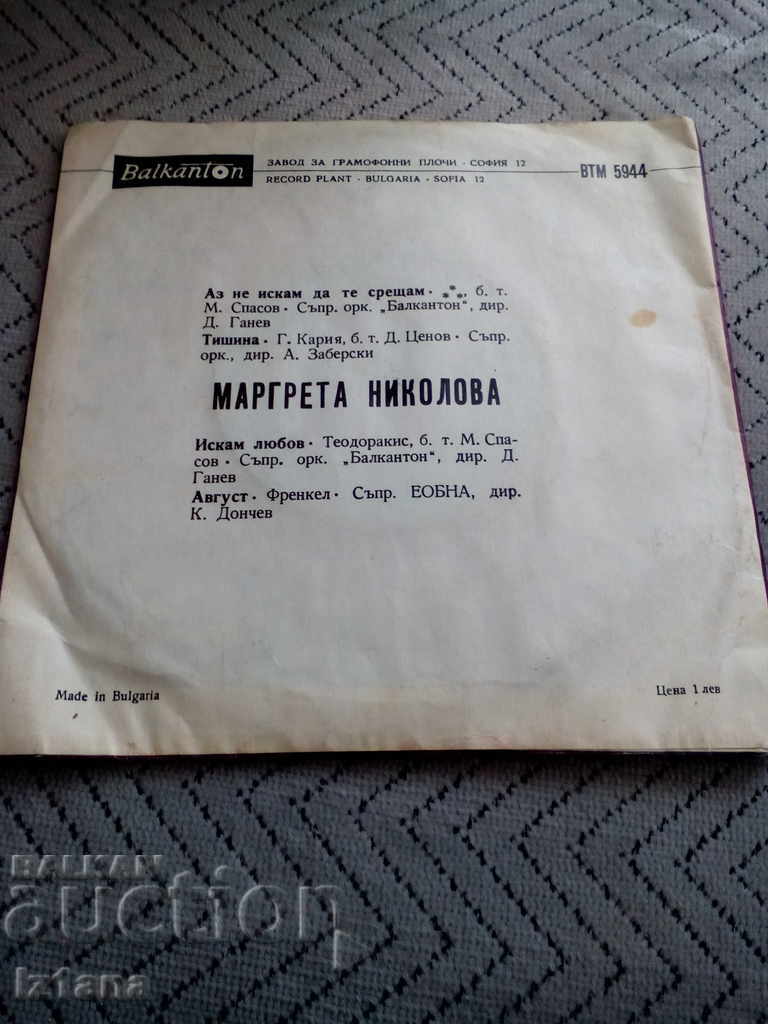 Balkanton
ЗАВОД ЗА ГРАМОФОННИ ПЛОЧИ · СОФИЯ 12
RECORD PLANT · BULGARIA · SOFIA 12
ВТМ 5944
Аз не искам да те срещам · ***, б. т.
М. Спасов · Съпр. орк. „Балкантон“, дир.
Д. Ганев
Тишина · Г. Кария, б. т. Д. Ценов · Съпр.
орк., дир. А. Заберски
МАРГРЕТА НИКОЛОВА
Искам любов · Теодоракис, б. т. М. Спа-
сов · Съпр. орк. „Балкантон“, дир. Д.
Ганев
Август · Френкел · Съпр. ЕОБНА, дир.
К. Дончев
Made in Bulgaria
Цена 1 лев
BALKAN
auction
Iziana